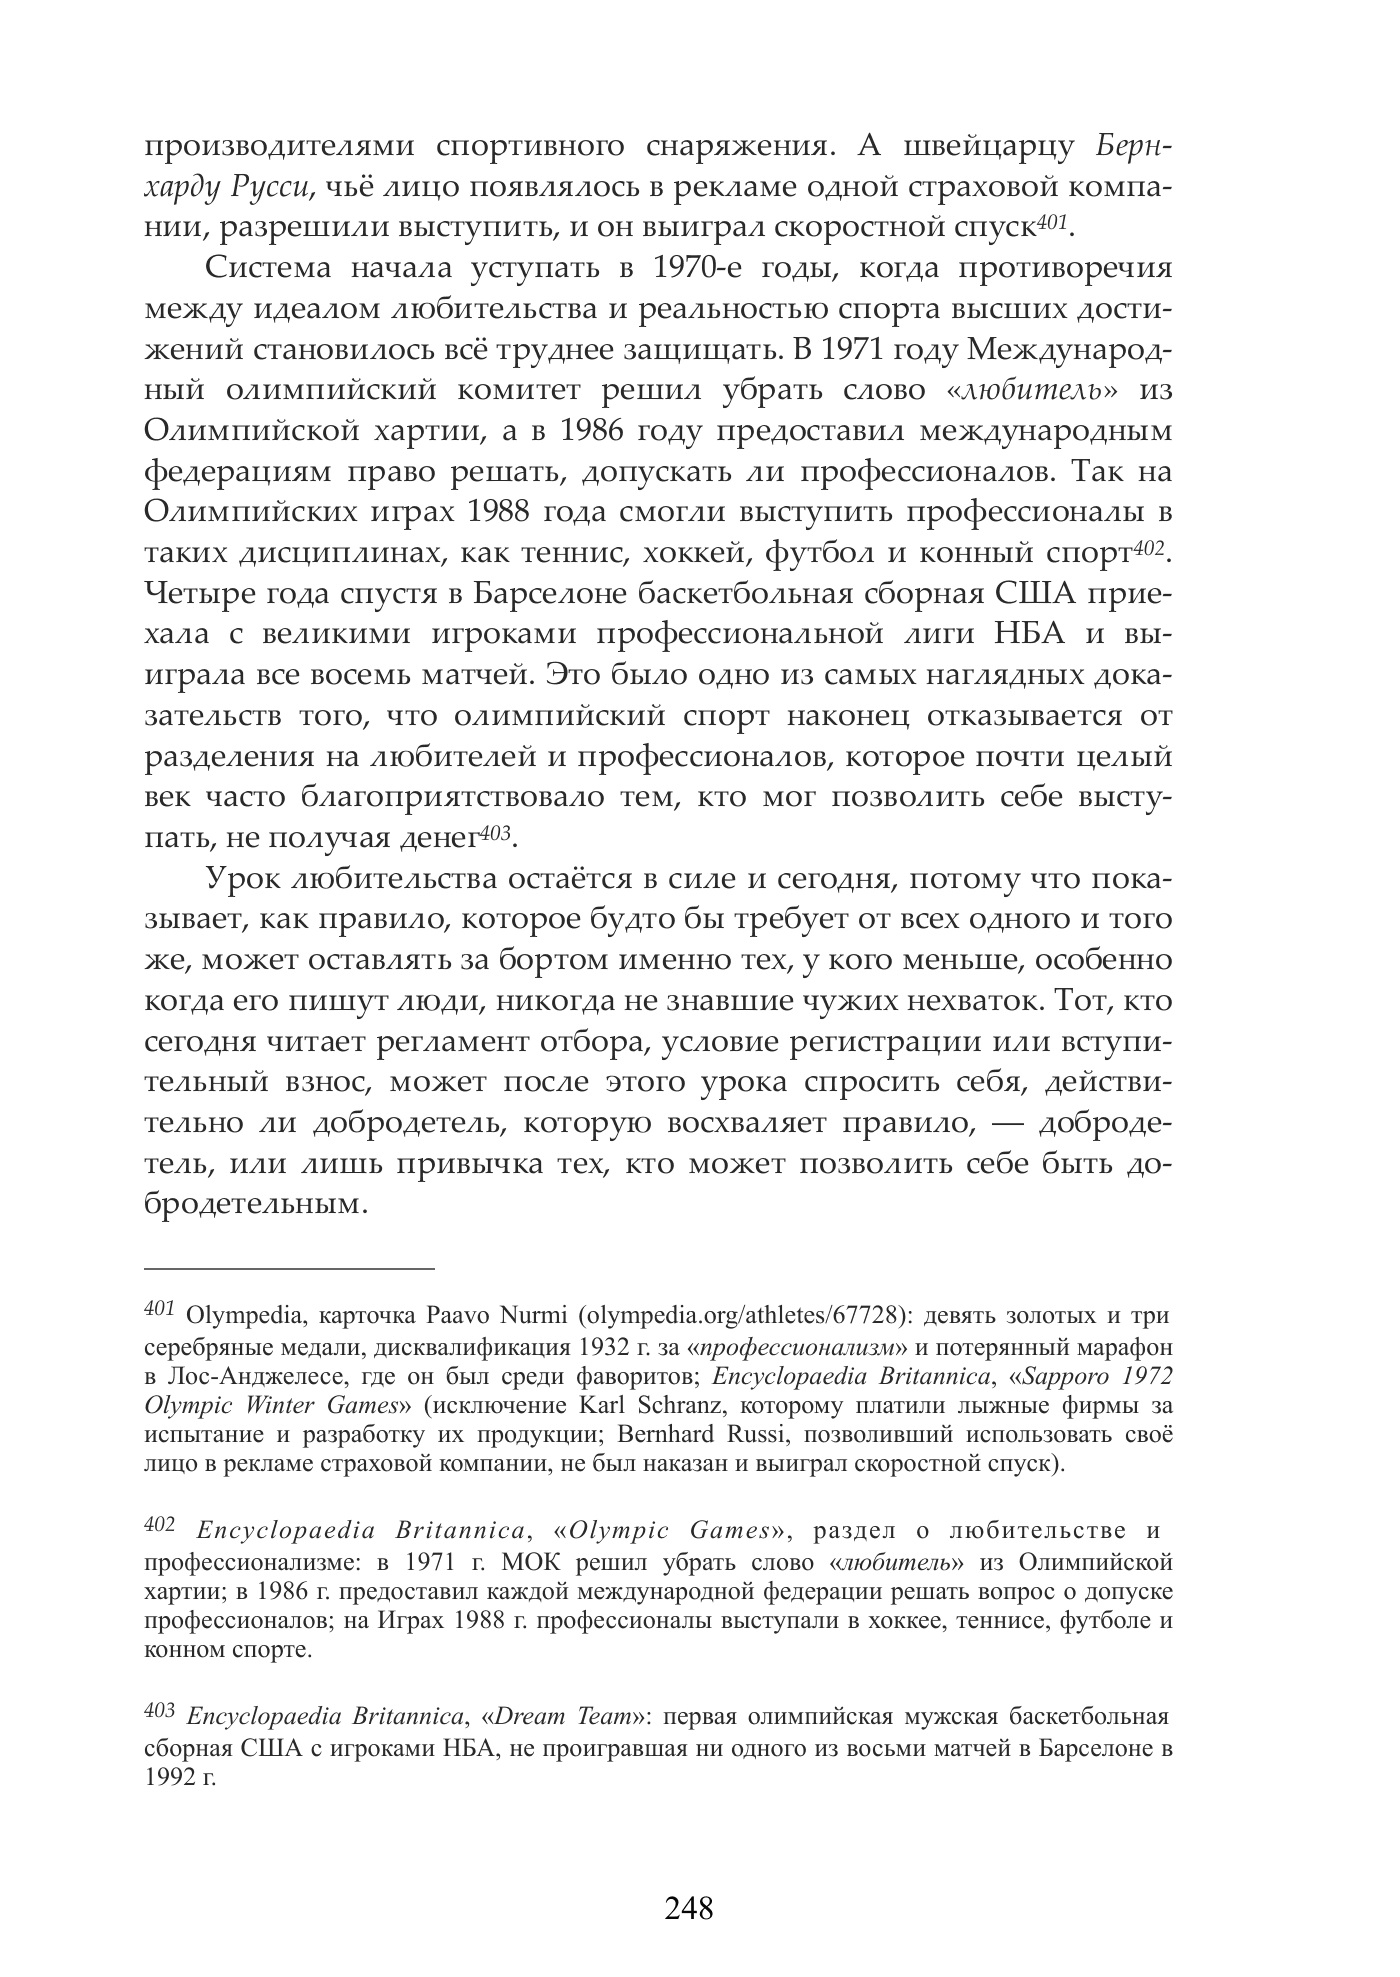 производителями спортивного снаряжения. А швейцарцу Берн-
харду Русси, чьё лицо появлялось в рекламе одной страховой компа-
нии, разрешили выступить, и он выиграл скоростной спуск401.
Система начала уступать в 1970-е годы, когда противоречия
между идеалом любительства и реальностью спорта высших дости-
жений становилось всё труднее защищать. В 1971 году Международ-
ный олимпийский комитет решил убрать слово «любитель» из
Олимпийской хартии, а в 1986 году предоставил международным
федерациям право решать, допускать ли профессионалов. Так на
Олимпийских играх 1988 года смогли выступить профессионалы в
таких дисциплинах, как теннис, хоккей, футбол и конный спорт402.
Четыре года спустя в Барселоне баскетбольная сборная США прие-
хала с великими игроками профессиональной лиги НБА и вы-
играла все восемь матчей. Это было одно из самых наглядных дока-
зательств того, что олимпийский спорт наконец отказывается от
разделения на любителей и профессионалов, которое почти целый
век часто благоприятствовало тем, кто мог позволить себе высту-
пать, не получая денег403.
Урок любительства остаётся в силе и сегодня, потому что пока-
зывает, как правило, которое будто бы требует от всех одного и того
же, может оставлять за бортом именно тех, у кого меньше, особенно
когда его пишут люди, никогда не знавшие чужих нехваток. Тот, кто
сегодня читает регламент отбора, условие регистрации или вступи-
тельный взнос, может после этого урока спросить себя, действи-
тельно ли добродетель, которую восхваляет правило, — доброде-
тель, или лишь привычка тех, кто может позволить себе быть до-
бродетельным.
401 Olympedia, карточка Paavo Nurmi (olympedia.org/athletes/67728): девять золотых и три
серебряные медали, дисквалификация 1932 г. за «профессионализм» и потерянный марафон
в Лос-Анджелесе, где он был среди фаворитов; Encyclopaedia Britannica, «Sapporo 1972
Olympic Winter Games» (исключение Karl Schranz, которому платили лыжные фирмы за
испытание и разработку их продукции; Bernhard Russi, позволивший использовать своё
лицо в рекламе страховой компании, не был наказан и выиграл скоростной спуск).
402 Encyclopaedia Britannica, «Olympic Games», раздел о любительстве и
профессионализме: в 1971 г. МОК решил убрать слово «любитель» из Олимпийской
хартии; в 1986 г. предоставил каждой международной федерации решать вопрос о допуске
профессионалов; на Играх 1988 г. профессионалы выступали в хоккее, теннисе, футболе и
конном спорте.
403 Encyclopaedia Britannica, «Dream Team»: первая олимпийская мужская баскетбольная
сборная США с игроками НБА, не проигравшая ни одного из восьми матчей в Барселоне в
1992 г.
248